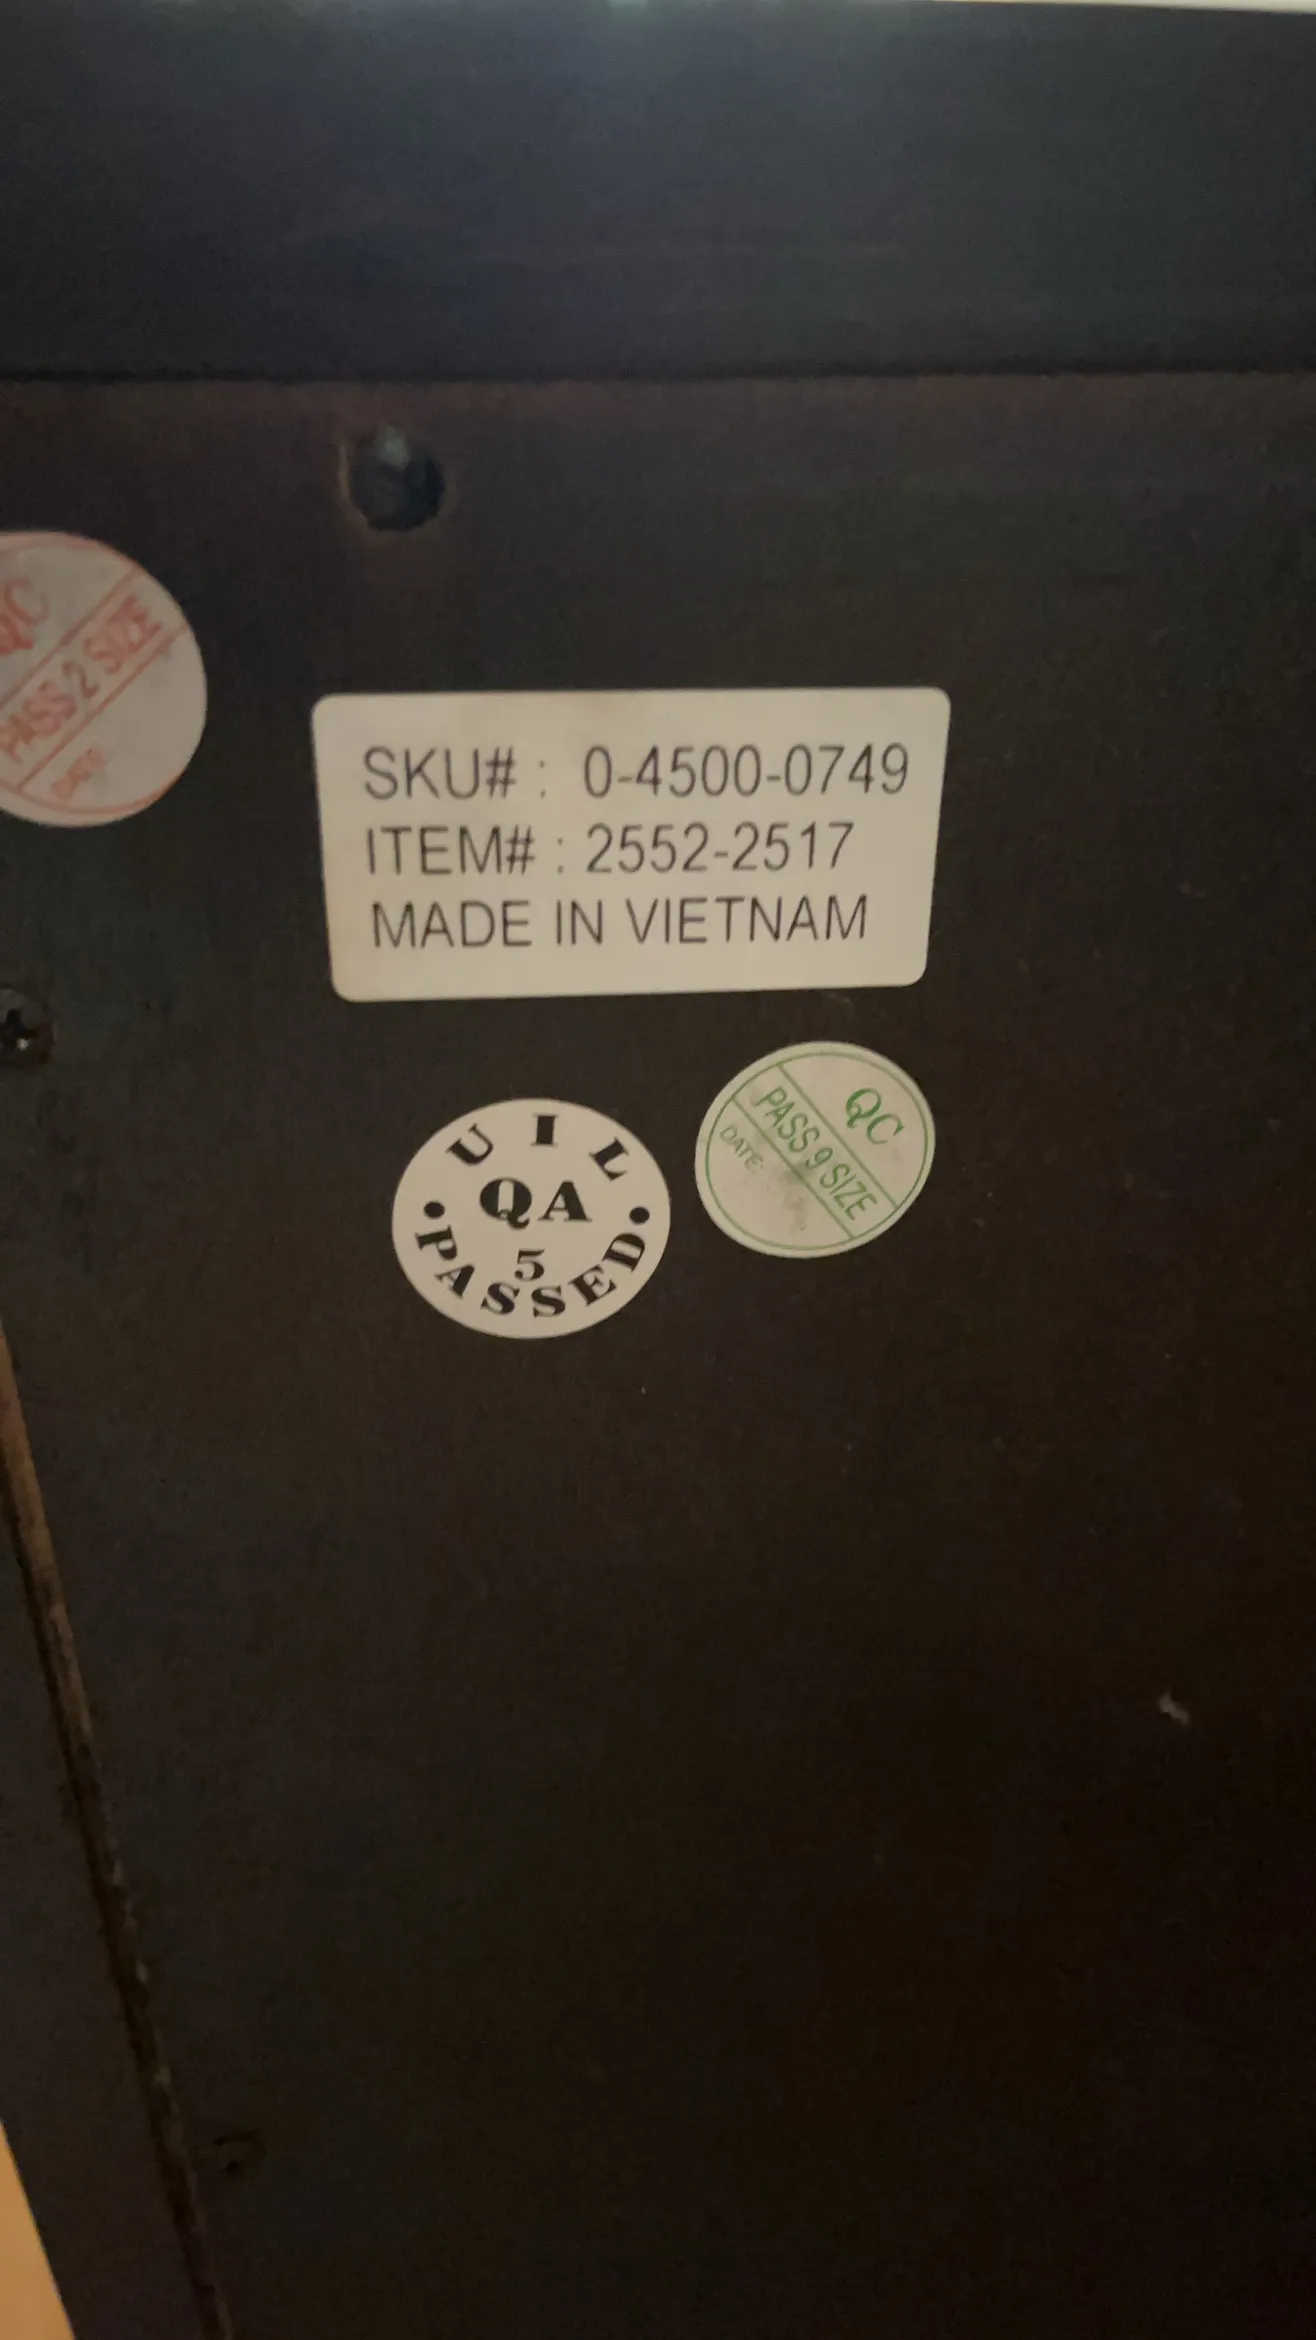 QC
PASS 2 SIZE
DATE:
SKU# : 0-4500-0749
ITEM# : 2552-2517
MADE IN VIETNAM
UIL
QA
5
PASSED
QC
PASS 9 SIZE
DATE: